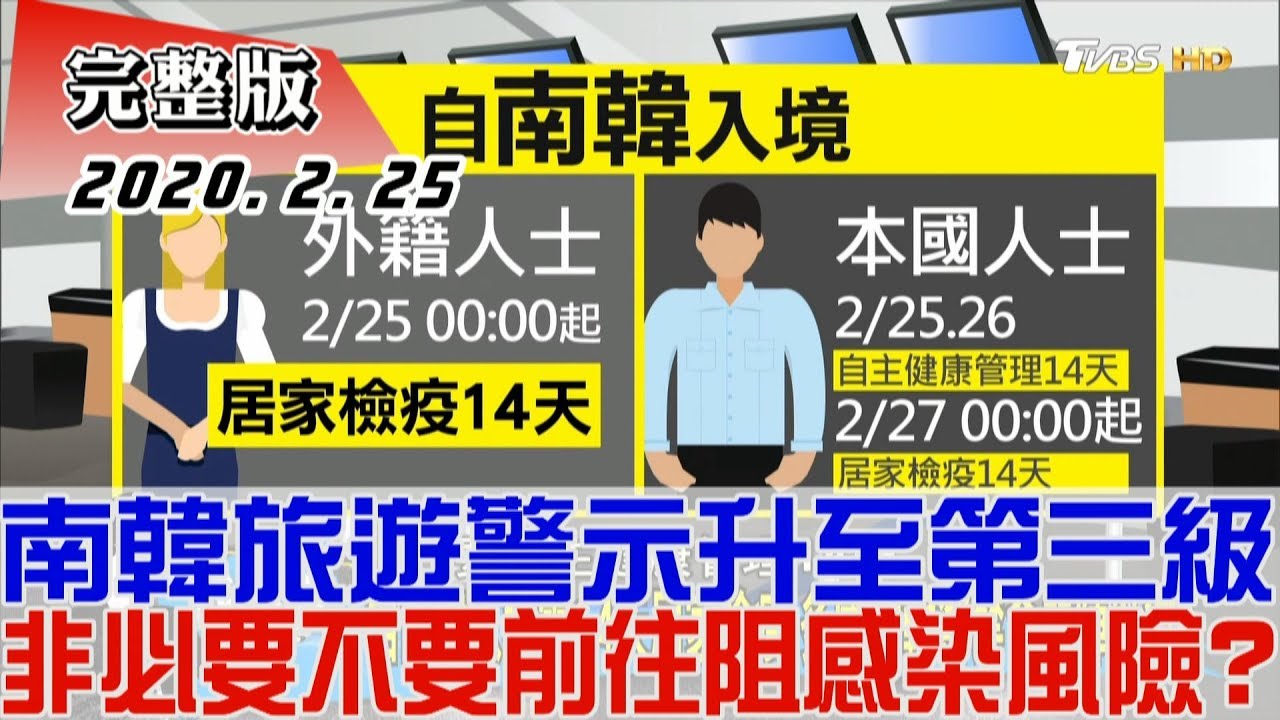 完整版
2020.2.25
TVBS HD
自南韓入境
外籍人士
2/25 00:00起
居家檢疫14天
本國人士
2/25.26
自主健康管理14天
2/27 00:00起
居家檢疫14天
南韓旅遊警示升至第三級
非必要不要前往阻感染風險?